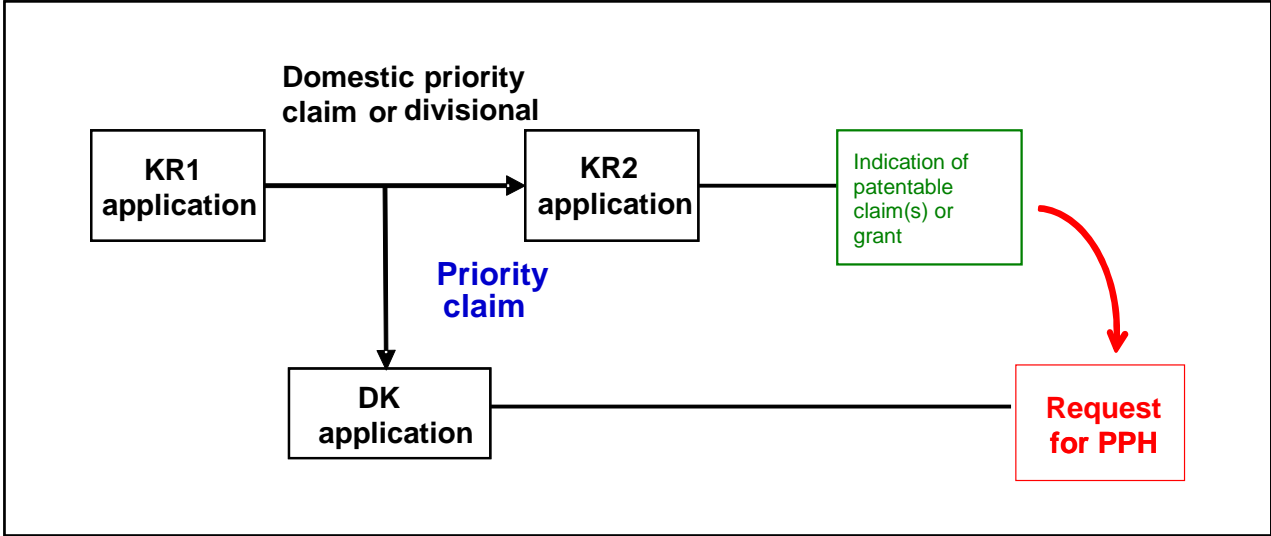 Domestic priority
claim or divisional
KR1
application
KR2
application
Indication of
patentable
claim(s) or
grant
Priority
claim
DK
application
Request
for PPH